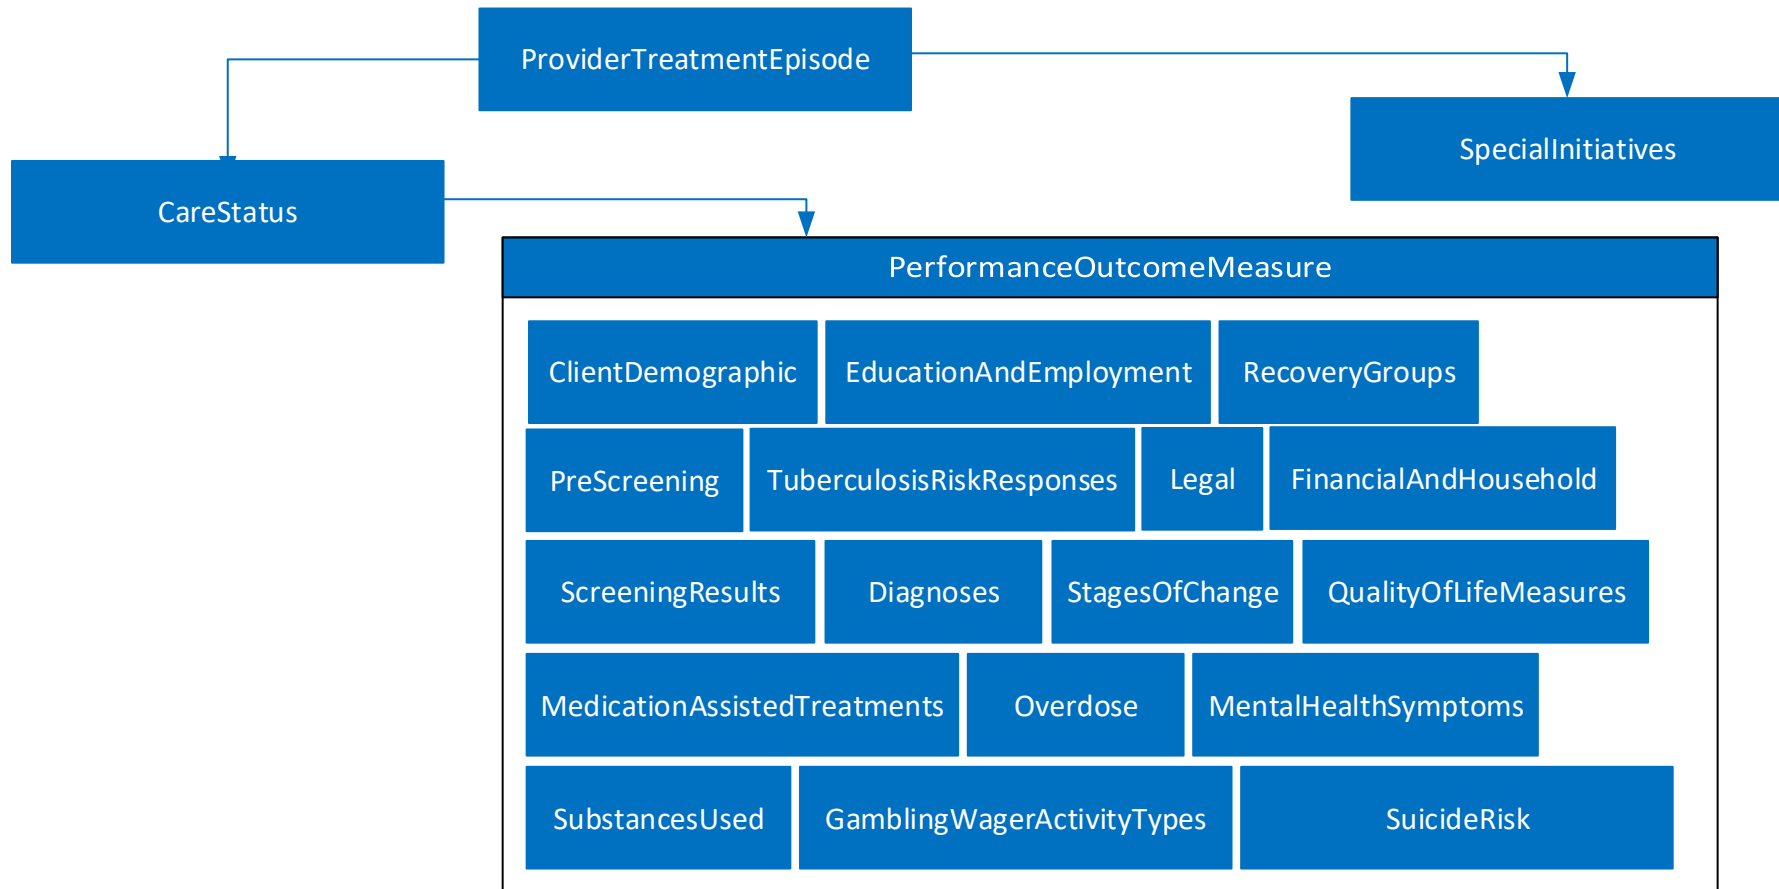 ProviderTreatmentEpisode
SpecialInitiatives
CareStatus
PerformanceOutcomeMeasure
ClientDemographic
EducationAndEmployment
RecoveryGroups
PreScreening
TuberculosisRiskResponses
Legal
FinancialAndHousehold
ScreeningResults
Diagnoses
StagesOfChange
QualityOfLifeMeasures
MedicationAssistedTreatments
Overdose
MentalHealthSymptoms
SubstancesUsed
GamblingWagerActivityTypes
SuicideRisk